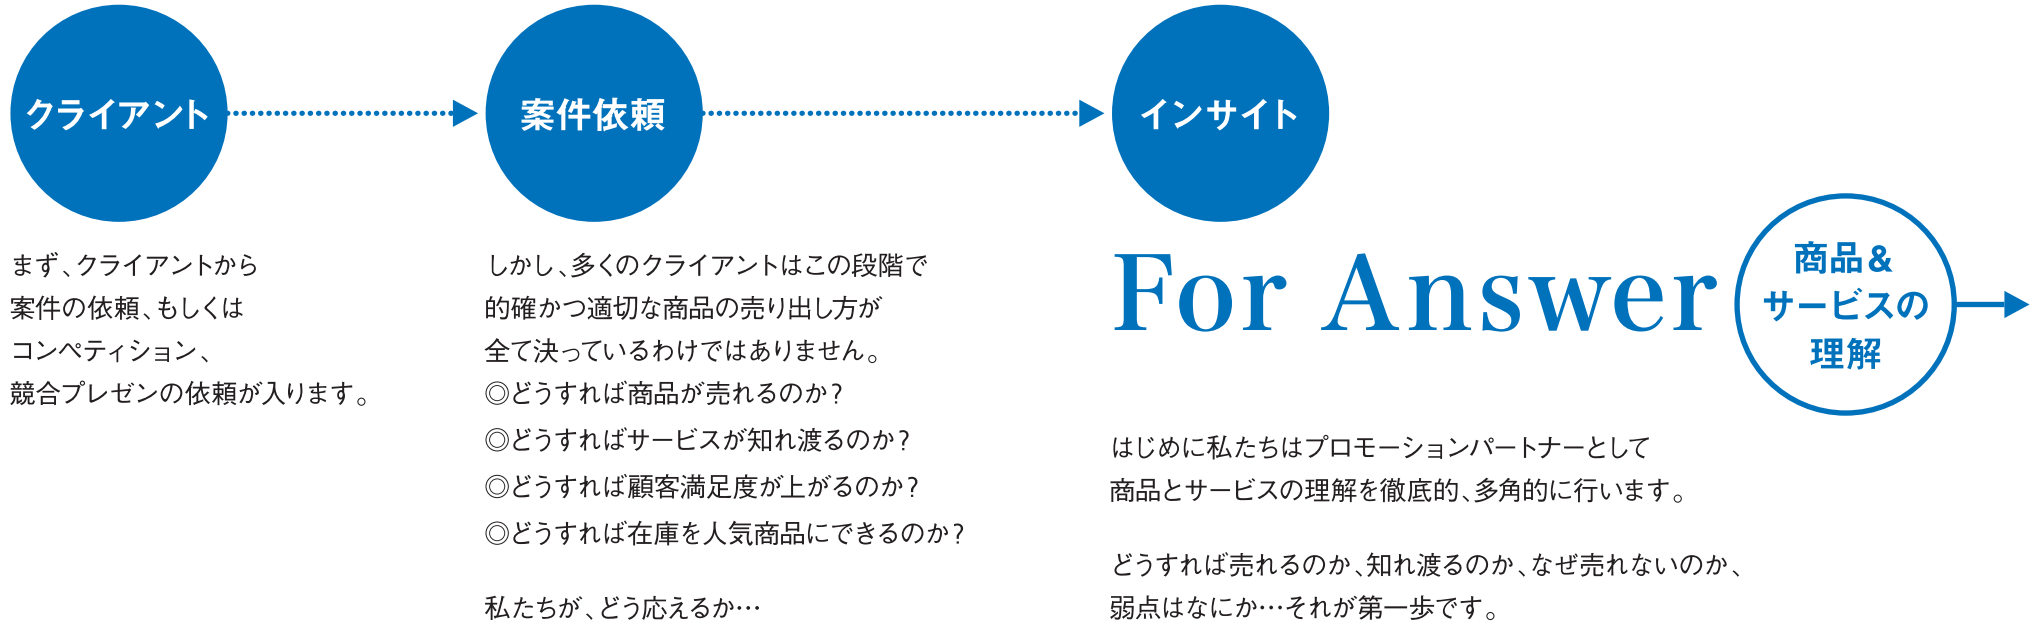 クライアント
まず、クライアントから
案件の依頼、もしくは
コンペティション、
競合プレゼンの依頼が入ります。
案件依頼
しかし、多くのクライアントはこの段階で
的確かつ適切な商品の売り出し方が
全て決っているわけではありません。
◎どうすれば商品が売れるのか?
◎どうすればサービスが知れ渡るのか?
◎どうすれば顧客満足度が上がるのか?
◎どうすれば在庫を人気商品にできるのか?
私たちが、どう応えるか…
インサイト
For Answer
商品&
サービスの
理解
はじめに私たちはプロモーションパートナーとして
商品とサービスの理解を徹底的、多角的に行います。
どうすれば売れるのか、知れ渡るのか、なぜ売れないのか、
弱点はなにか…それが第一歩です。